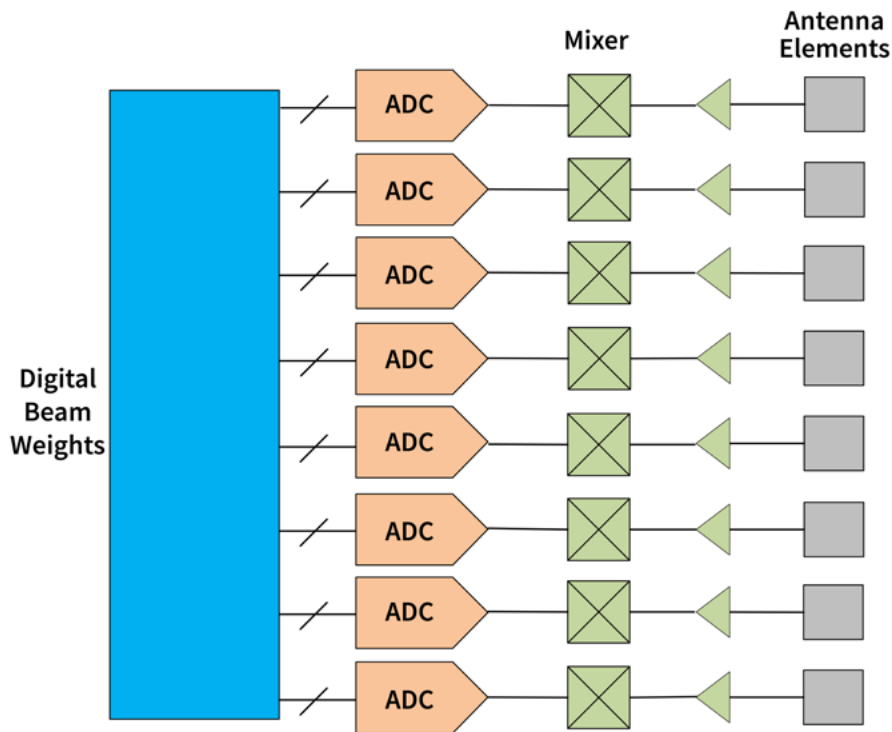 Mixer
Antenna
Elements
ADC
ADC
ADC
ADC
Digital
Beam
Weights
ADC
ADC
ADC
ADC